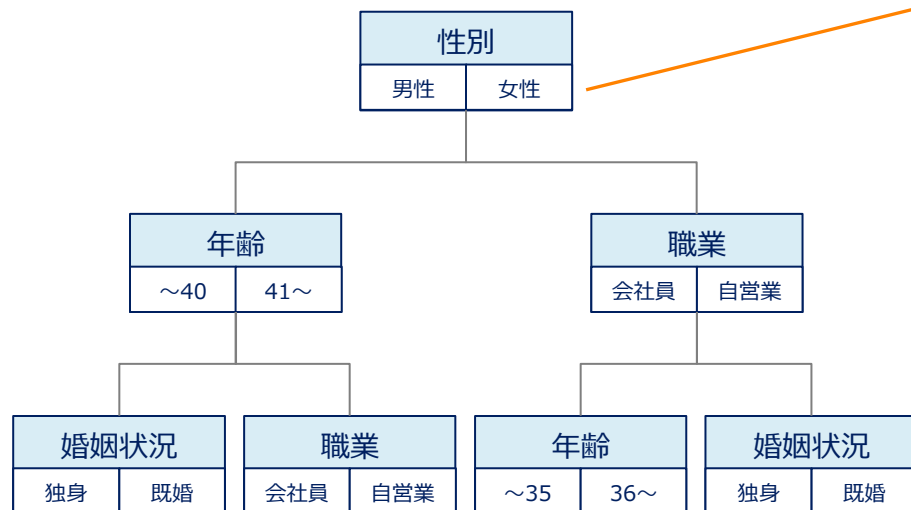 性別
男性 女性
年齢 職業
～40 41～ 会社員 自営業
婚姻状況 職業 年齢 婚姻状況
独身 既婚 会社員 自営業 ～35 36～ 独身 既婚